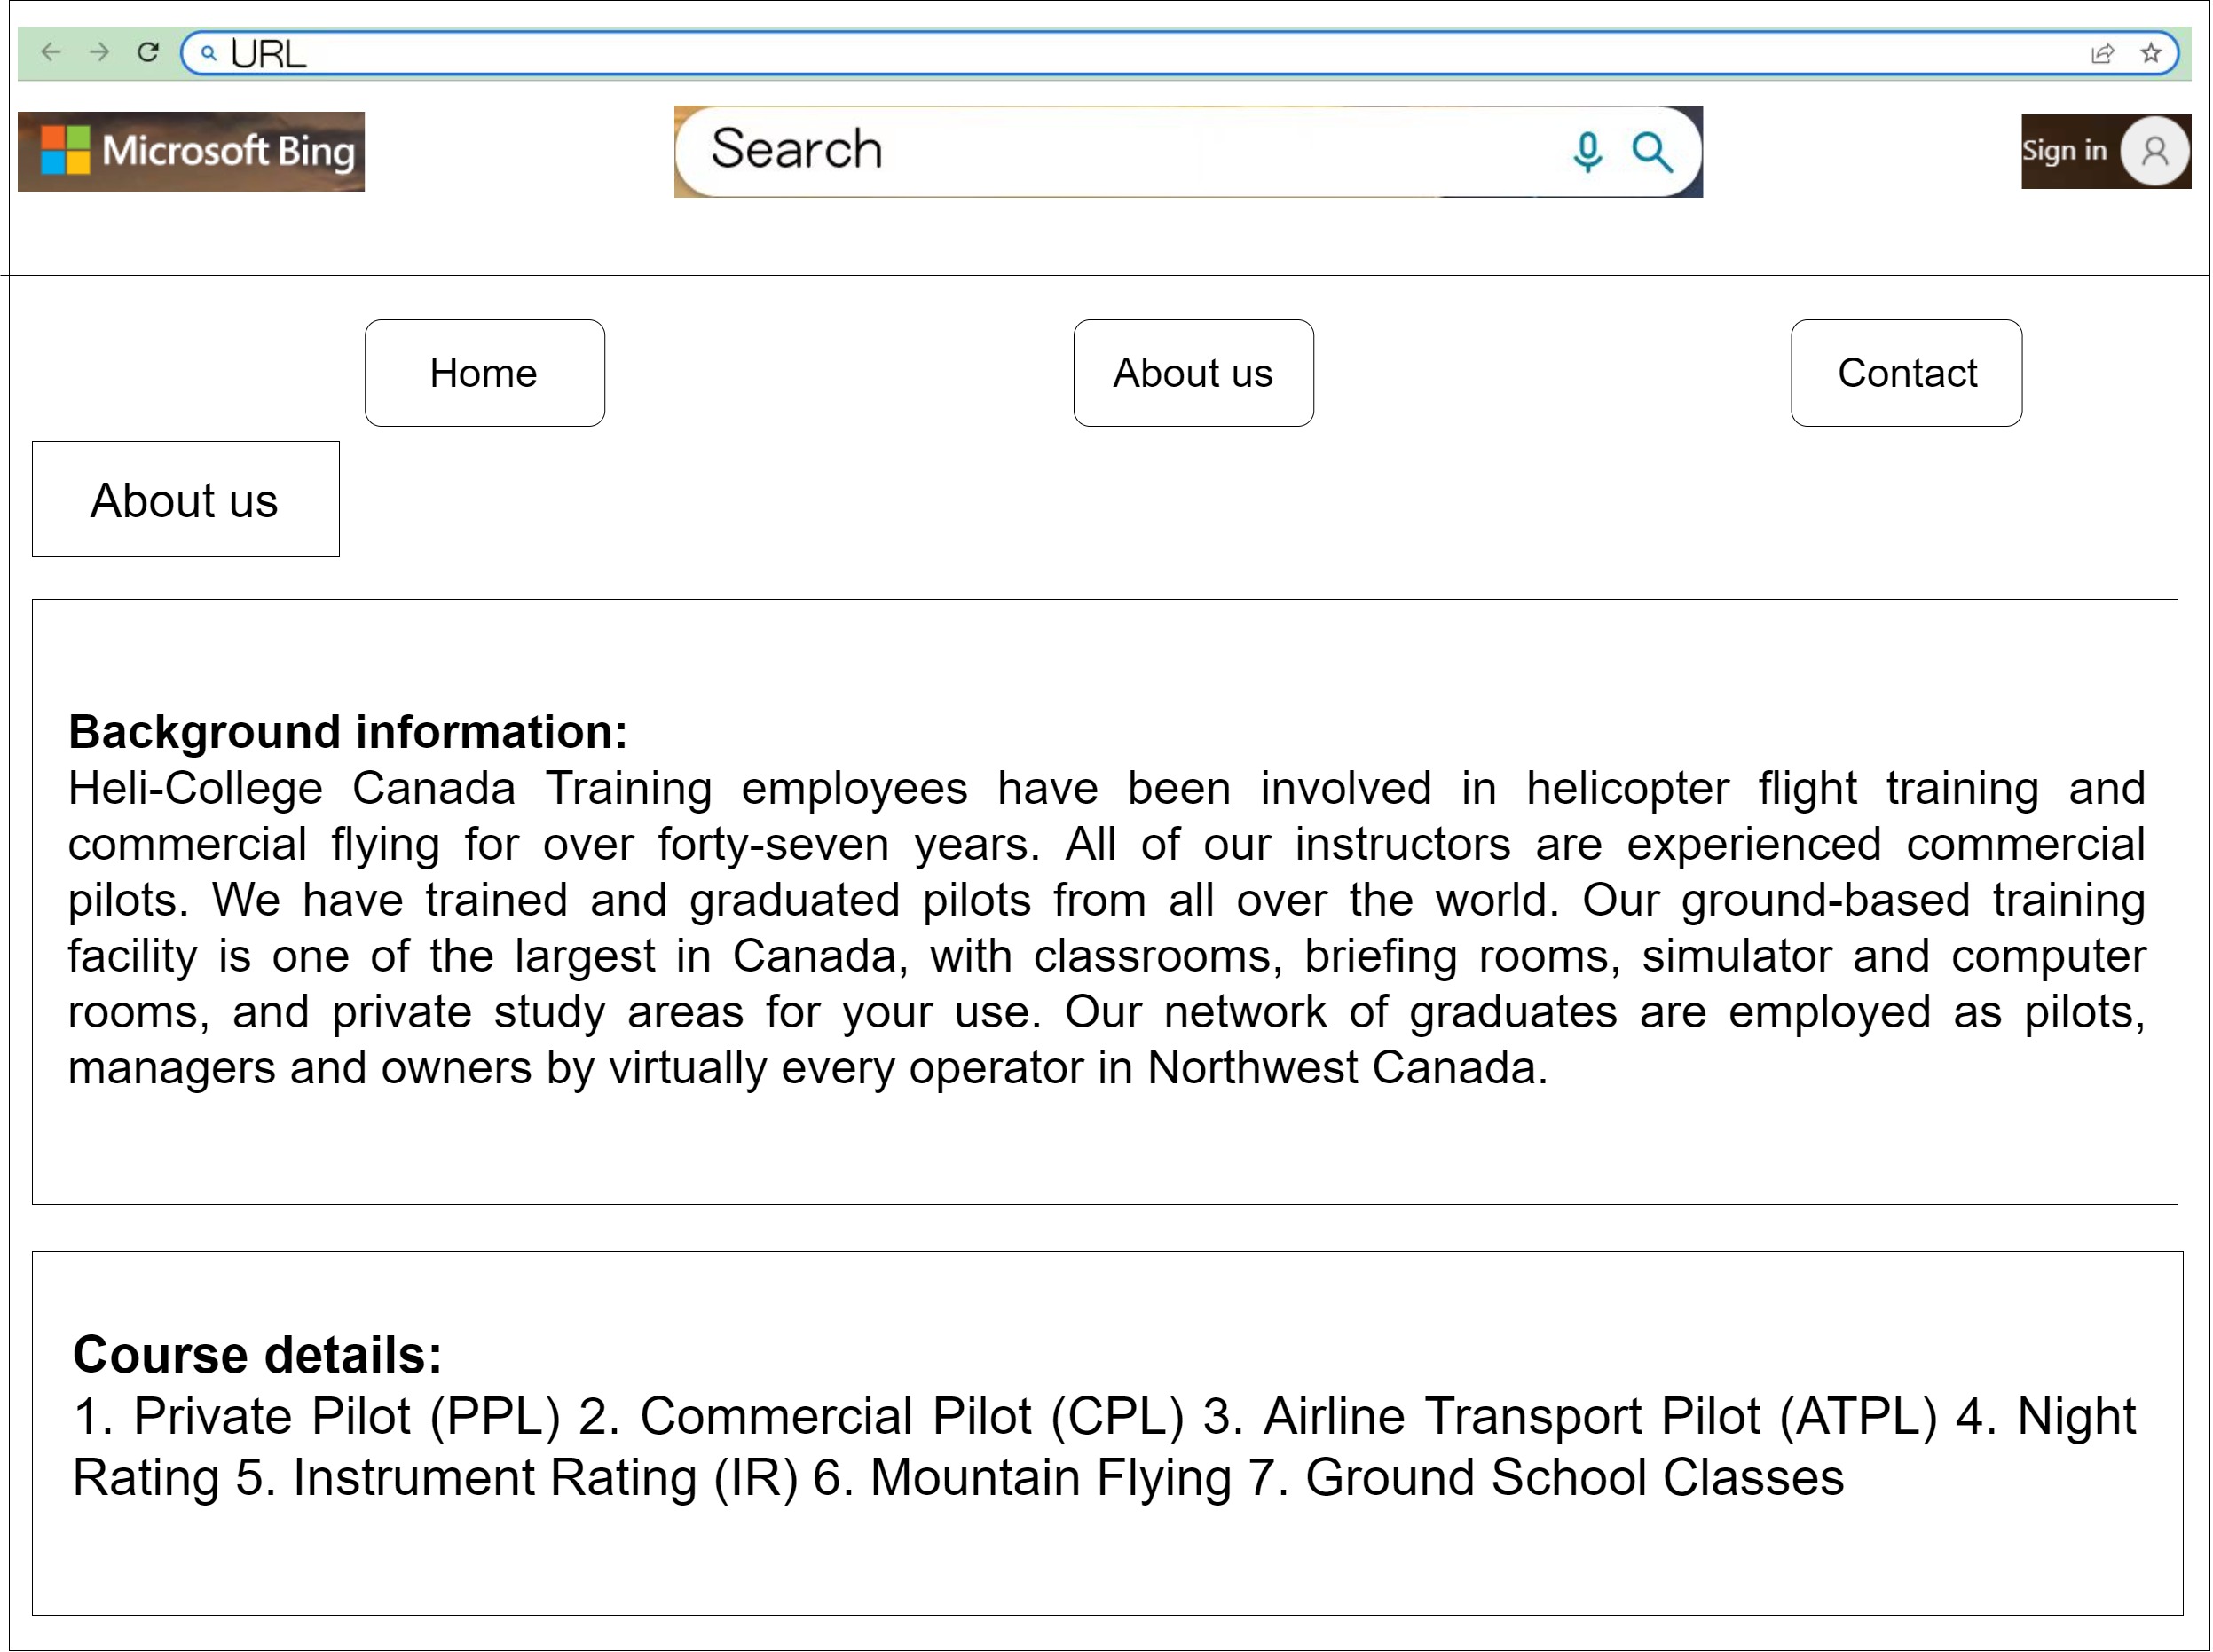 URL
Microsoft Bing
Search
Sign in
Home
About us
Contact
About us
Background information:
Heli-College Canada Training employees have been involved in helicopter flight training and
commercial flying for over forty-seven years. All of our instructors are experienced commercial
pilots. We have trained and graduated pilots from all over the world. Our ground-based training
facility is one of the largest in Canada, with classrooms, briefing rooms, simulator and computer
rooms, and private study areas for your use. Our network of graduates are employed as pilots,
managers and owners by virtually every operator in Northwest Canada.
Course details:
1. Private Pilot (PPL) 2. Commercial Pilot (CPL) 3. Airline Transport Pilot (ATPL) 4. Night
Rating 5. Instrument Rating (IR) 6. Mountain Flying 7. Ground School Classes